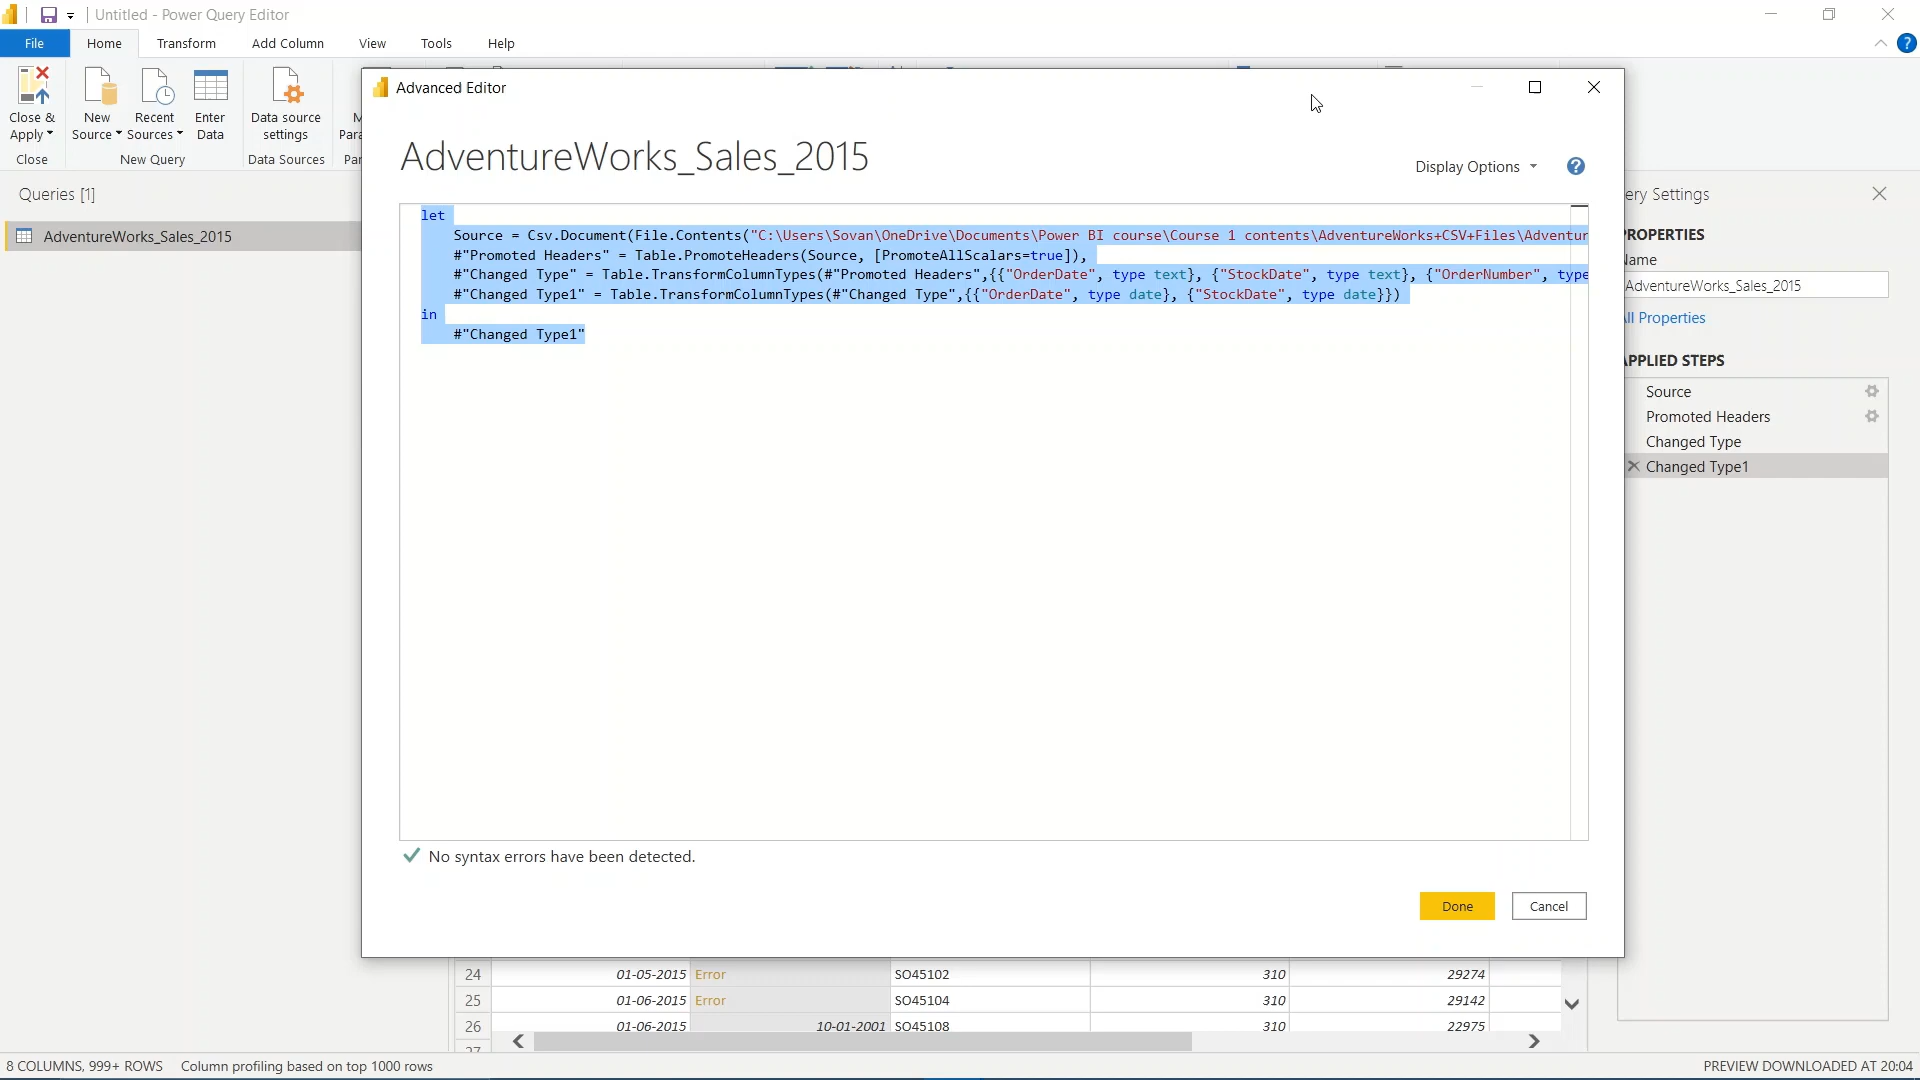 Untitled - Power Query Editor
File Home Transform Add Column View Tools Help
Close & Apply
New Source
Recent Sources
Enter Data
Data source settings
Close
New Query
Data Sources
Advanced Editor
AdventureWorks_Sales_2015
Display Options
Queries [1]
AdventureWorks_Sales_2015
let
Source = Csv.Document(File.Contents("C:\Users\Sovan\OneDrive\Documents\Power BI course\Course 1 contents\AdventureWorks+CSV+Files\Adventur
#"Promoted Headers" = Table.PromoteHeaders(Source, [PromoteAllScalars=true]),
#"Changed Type" = Table.TransformColumnTypes(#"Promoted Headers",{{"OrderDate", type text}, {"StockDate", type text}, {"OrderNumber", type
#"Changed Type1" = Table.TransformColumnTypes(#"Changed Type",{{"OrderDate", type date}, {"StockDate", type date}})
in
#"Changed Type1"
No syntax errors have been detected.
Done Cancel
ery Settings
PROPERTIES
Name
AdventureWorks_Sales_2015
All Properties
APPLIED STEPS
Source
Promoted Headers
Changed Type
Changed Type1
24 01-05-2015 Error SO45102 310 29274
25 01-06-2015 Error SO45104 310 29142
26 01-06-2015 10-01-2001 SO45108 310 22975
8 COLUMNS, 999+ ROWS Column profiling based on top 1000 rows
PREVIEW DOWNLOADED AT 20:04